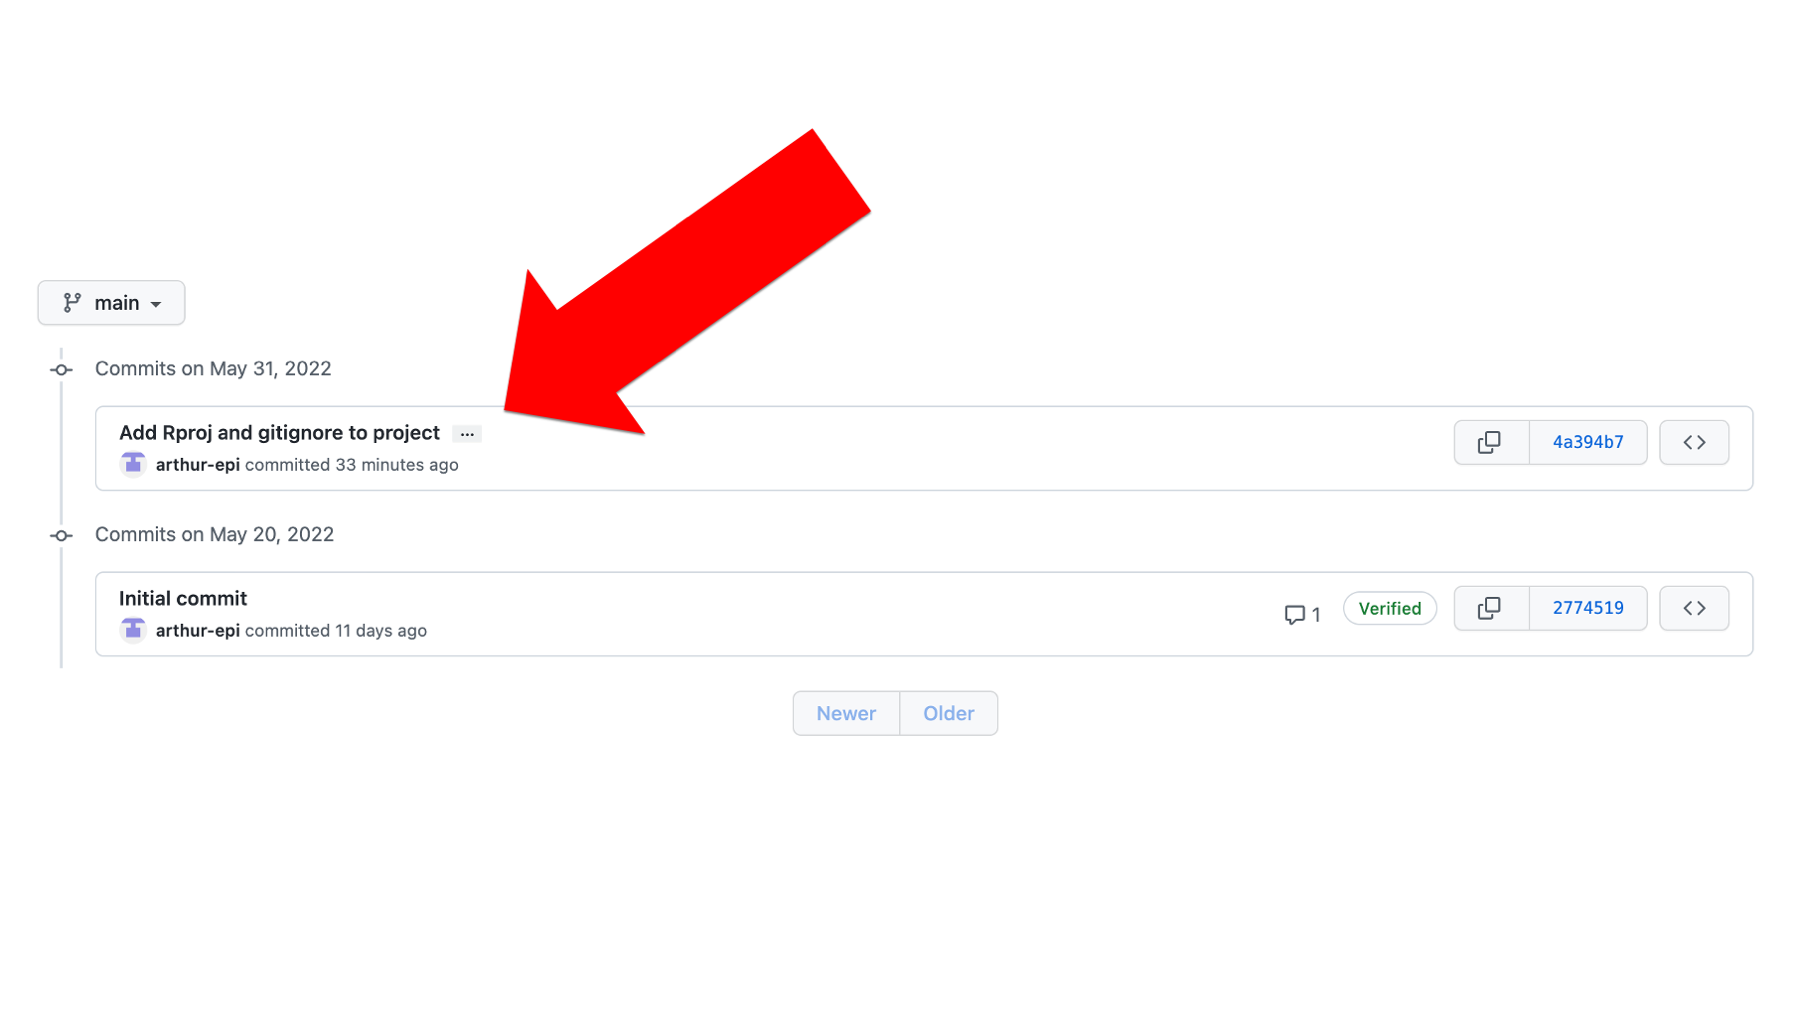 main
Commits on May 31, 2022
Add Rproj and gitignore to project ...
arthur-epi committed 33 minutes ago
4a394b7
Commits on May 20, 2022
Initial commit
arthur-epi committed 11 days ago
1
Verified
2774519
Newer
Older